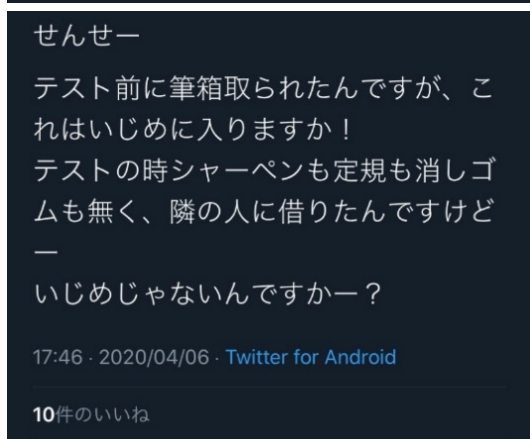 せんせー
テスト前に筆箱取られたんですが、こ
れはいじめに入りますか！
テストの時シャーペンも定規も消しゴ
ムも無く、隣の人に借りたんですけど
ー
いじめじゃないんですかー？
17:46 · 2020/04/06 · Twitter for Android
10件のいいね